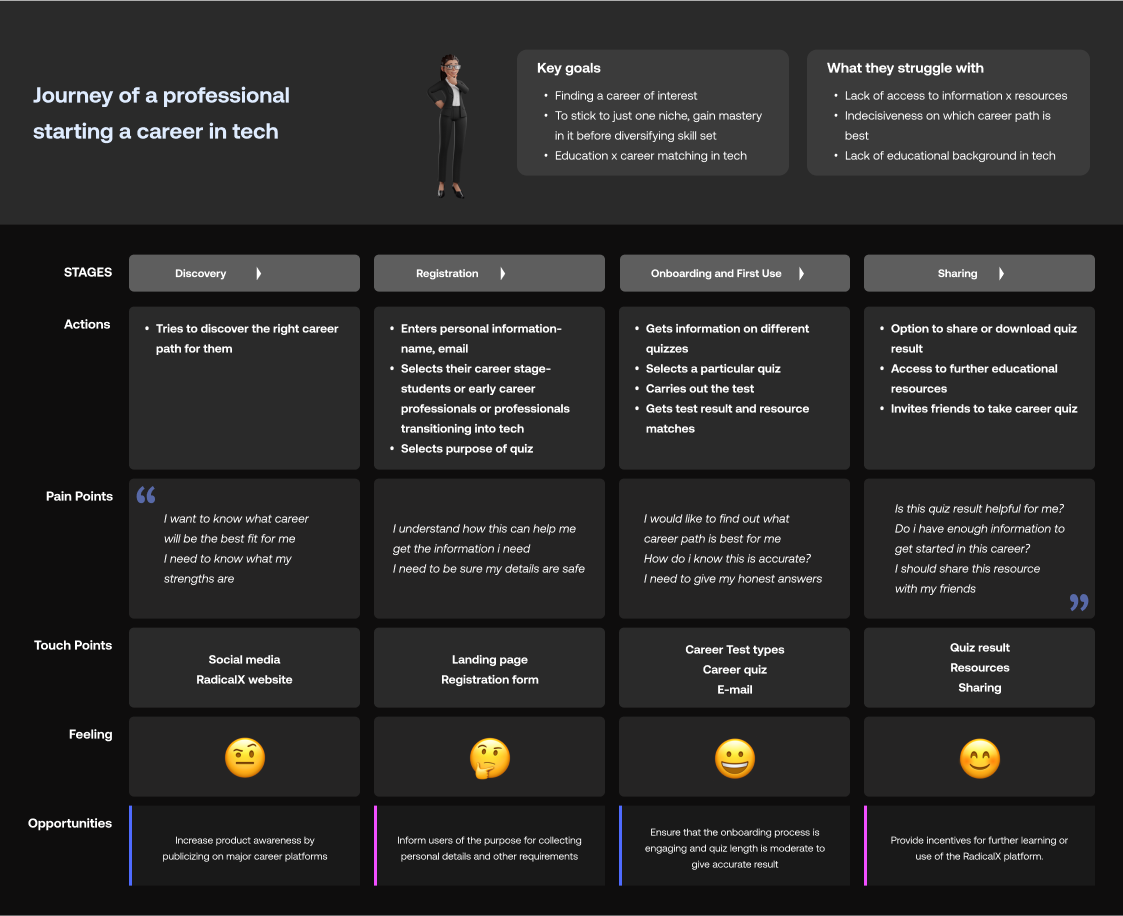 Journey of a professional
starting a career in tech
Key goals
• Finding a career of interest
• To stick to just one niche, gain mastery
in it before diversifying skill set
• Education x career matching in tech
What they struggle with
• Lack of access to information x resources
• Indecisiveness on which career path is
best
• Lack of educational background in tech
STAGES
Discovery
Registration
Onboarding and First Use
Sharing
Actions
• Tries to discover the right career
path for them
• Enters personal information-
name, email
• Selects their career stage-
students or early career
professionals or professionals
transitioning into tech
• Selects purpose of quiz
• Gets information on different
quizzes
• Selects a particular quiz
• Carries out the test
• Gets test result and resource
matches
• Option to share or download quiz
result
• Access to further educational
resources
• Invites friends to take career quiz
Pain Points
“
I want to know what career
will be the best fit for me
I need to know what my
strengths are
I understand how this can help me
get the information i need
I need to be sure my details are safe
I would like to find out what
career path is best for me
How do i know this is accurate?
I need to give my honest answers
Is this quiz result helpful for me?
Do i have enough information to
get started in this career?
I should share this resource
with my friends
”
Touch Points
Social media
RadicalX website
Landing page
Registration form
Career Test types
Career quiz
E-mail
Quiz result
Resources
Sharing
Feeling
Opportunities
Increase product awareness by
publicizing on major career platforms
Inform users of the purpose for collecting
personal details and other requirements
Ensure that the onboarding process is
engaging and quiz length is moderate to
give accurate result
Provide incentives for further learning or
use of the RadicalX platform.